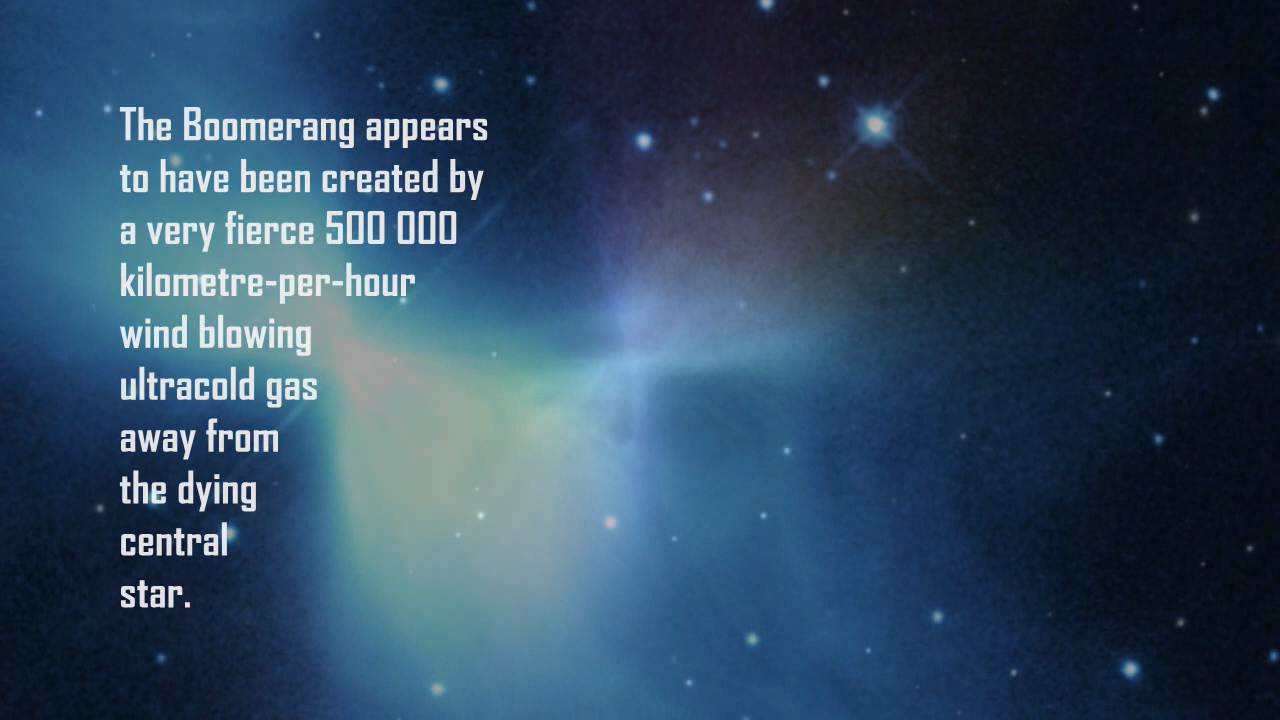 The Boomerang appears
to have been created by
a very fierce 500 000
kilometre-per-hour
wind blowing
ultracold gas
away from
the dying
central
star.